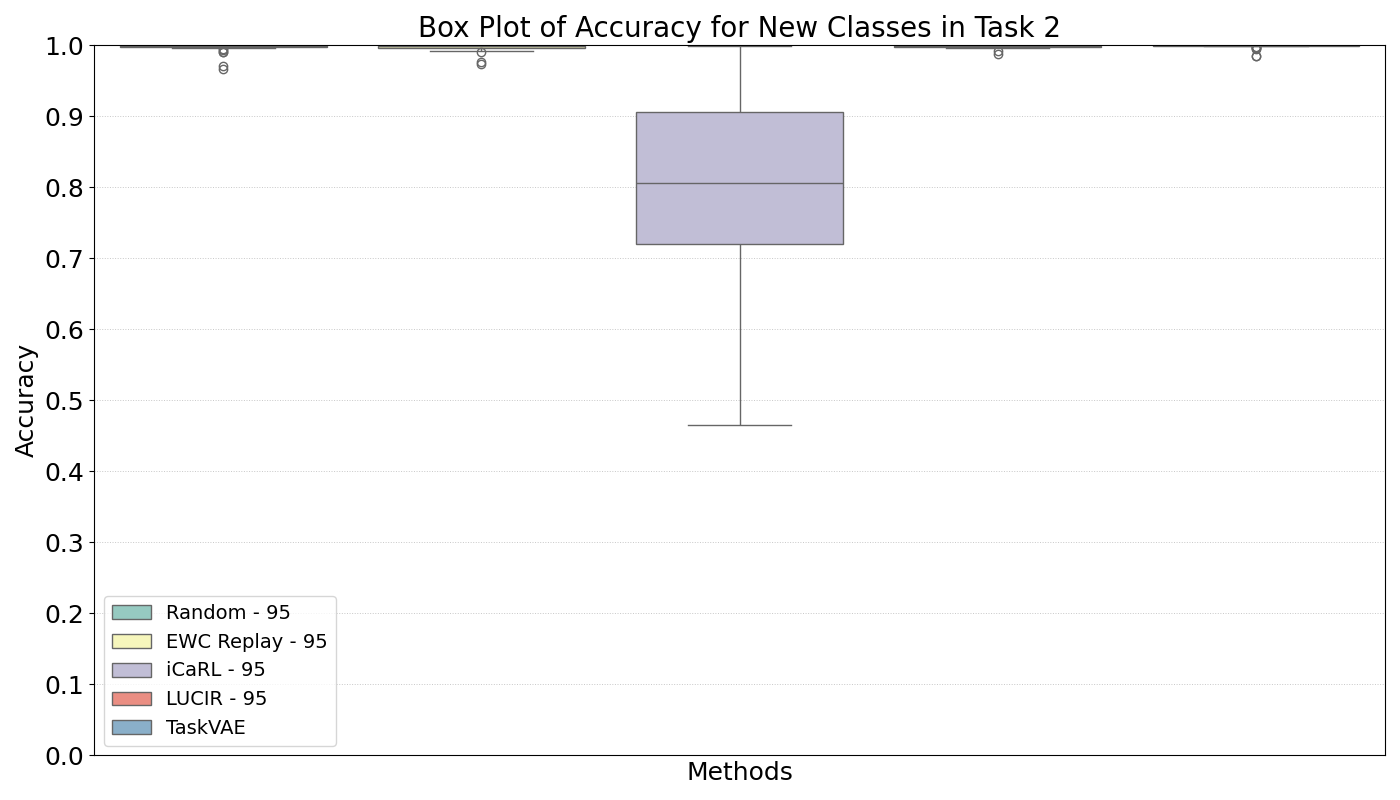 Box Plot of Accuracy for New Classes in Task 2
1.0
0.9
0.8
0.7
0.6
0.5
0.4
0.3
0.2
0.1
0.0
Accuracy
Methods
Random - 95
EWC Replay - 95
iCaRL - 95
LUCIR - 95
TaskVAE